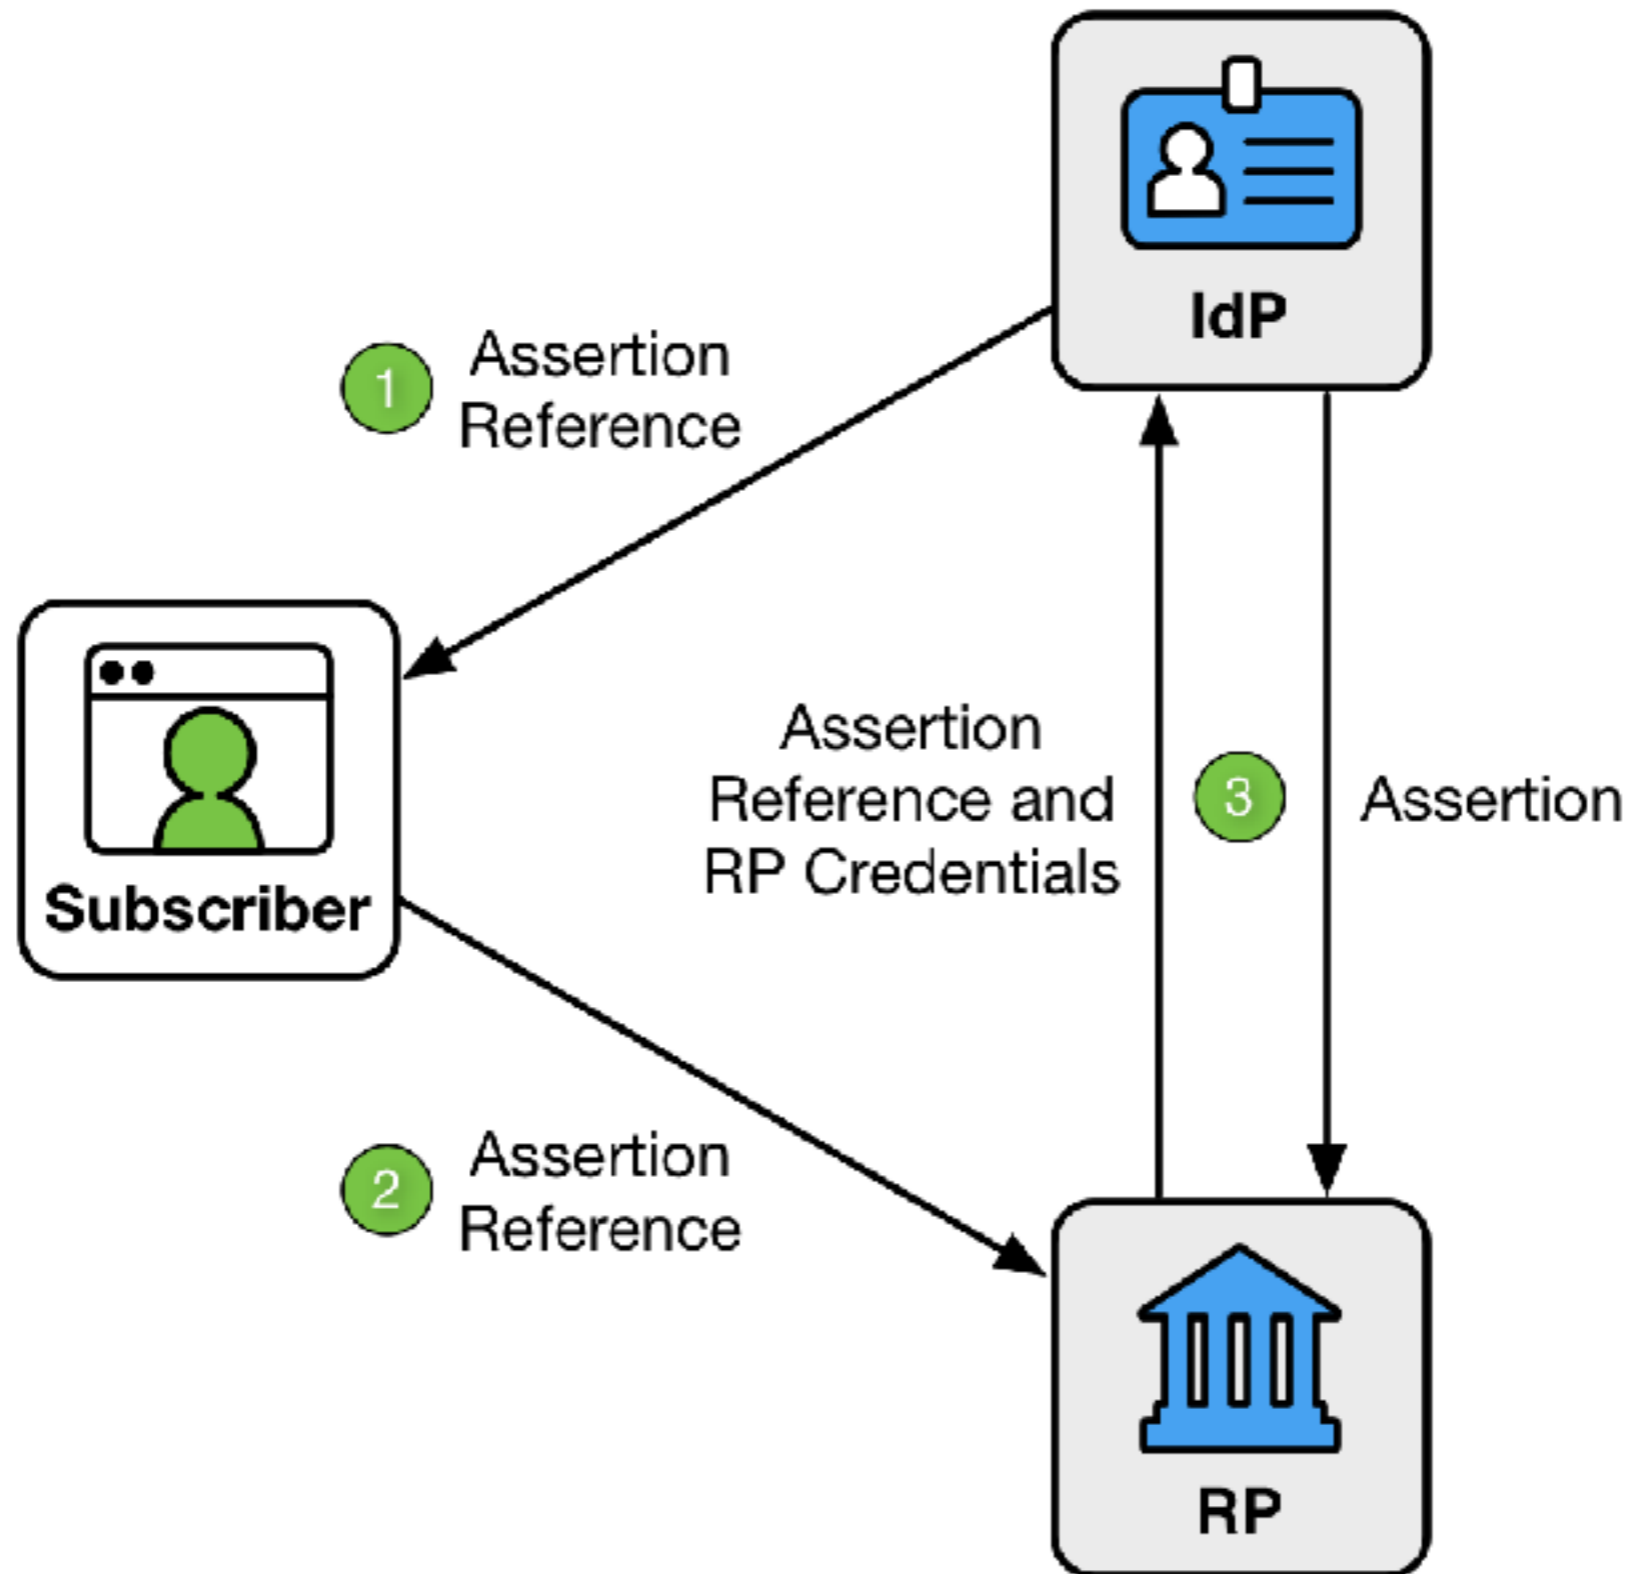 IdP
1
Assertion
Reference
Subscriber
Assertion
Reference and
RP Credentials
3
Assertion
2
Assertion
Reference
RP